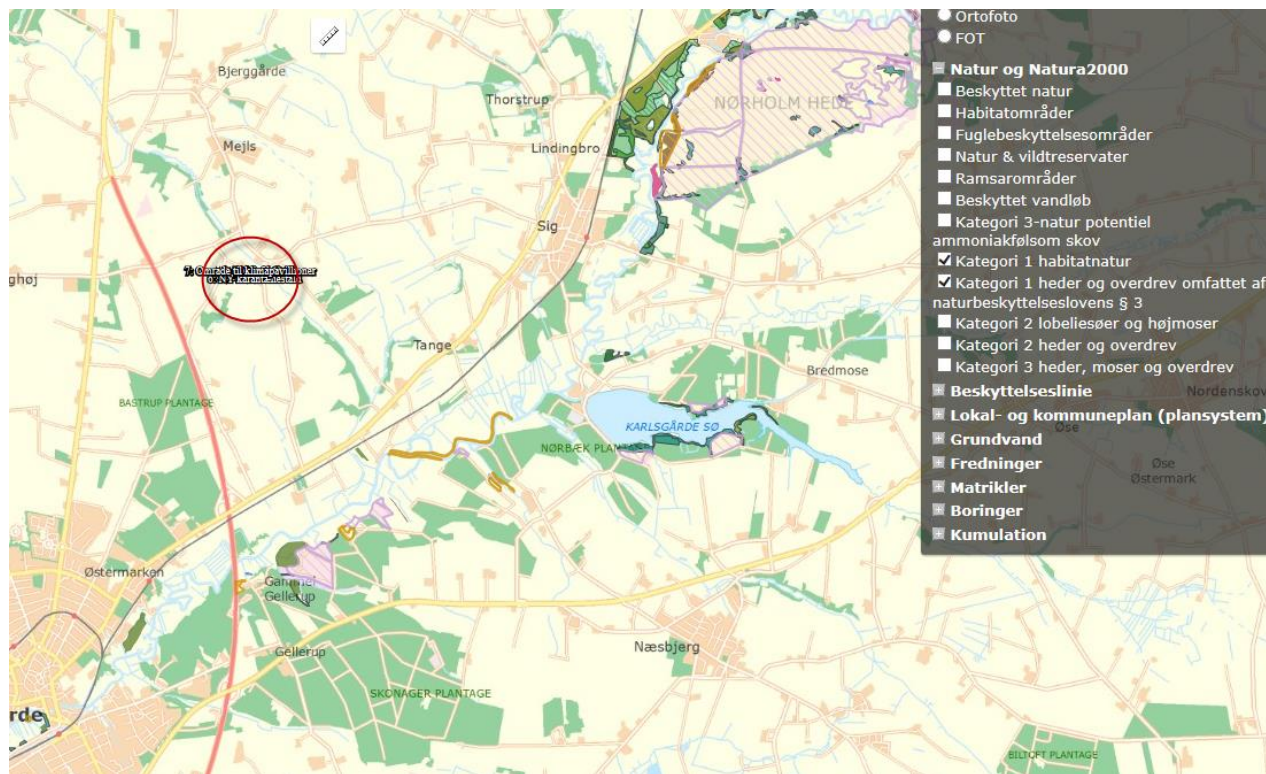 Ortofoto
FOT
Natur og Natura2000
Beskyttet natur
Habitatområder
Fuglebeskyttelsesområder
Natur & vildtreservater
Ramsarområder
Beskyttet vandløb
Kategori 3-natur potentiel
ammoniakfølsom skov
Kategori 1 habitatnatur
Kategori 1 heder og overdrev omfattet af
naturbeskyttelseslovens § 3
Kategori 2 lobeliesøer og højmoser
Kategori 2 heder og overdrev
Kategori 3 heder, moser og overdrev
Beskyttelseslinie
Lokal- og kommuneplan (plansystem)
Grundvand
Fredninger
Matrikler
Boringer
Kumulation
Bjerggårde
Thorstrup
NØRHOLM HEDE
Mejls
Lindingbro
Sig
ghøj
7: Område til klimapavillioner
Tange
Bredmose
BASTRUP PLANTAGE
Nordenskov
KARLSGÅRDE SØ
NØRBÆK PLANTAGE
Øse
Øse
Østermark
Østermarken
Gammel
Gellerup
Gellerup
Næsbjerg
SKONAGER PLANTAGE
rde
BILTOFT PLANTAGE